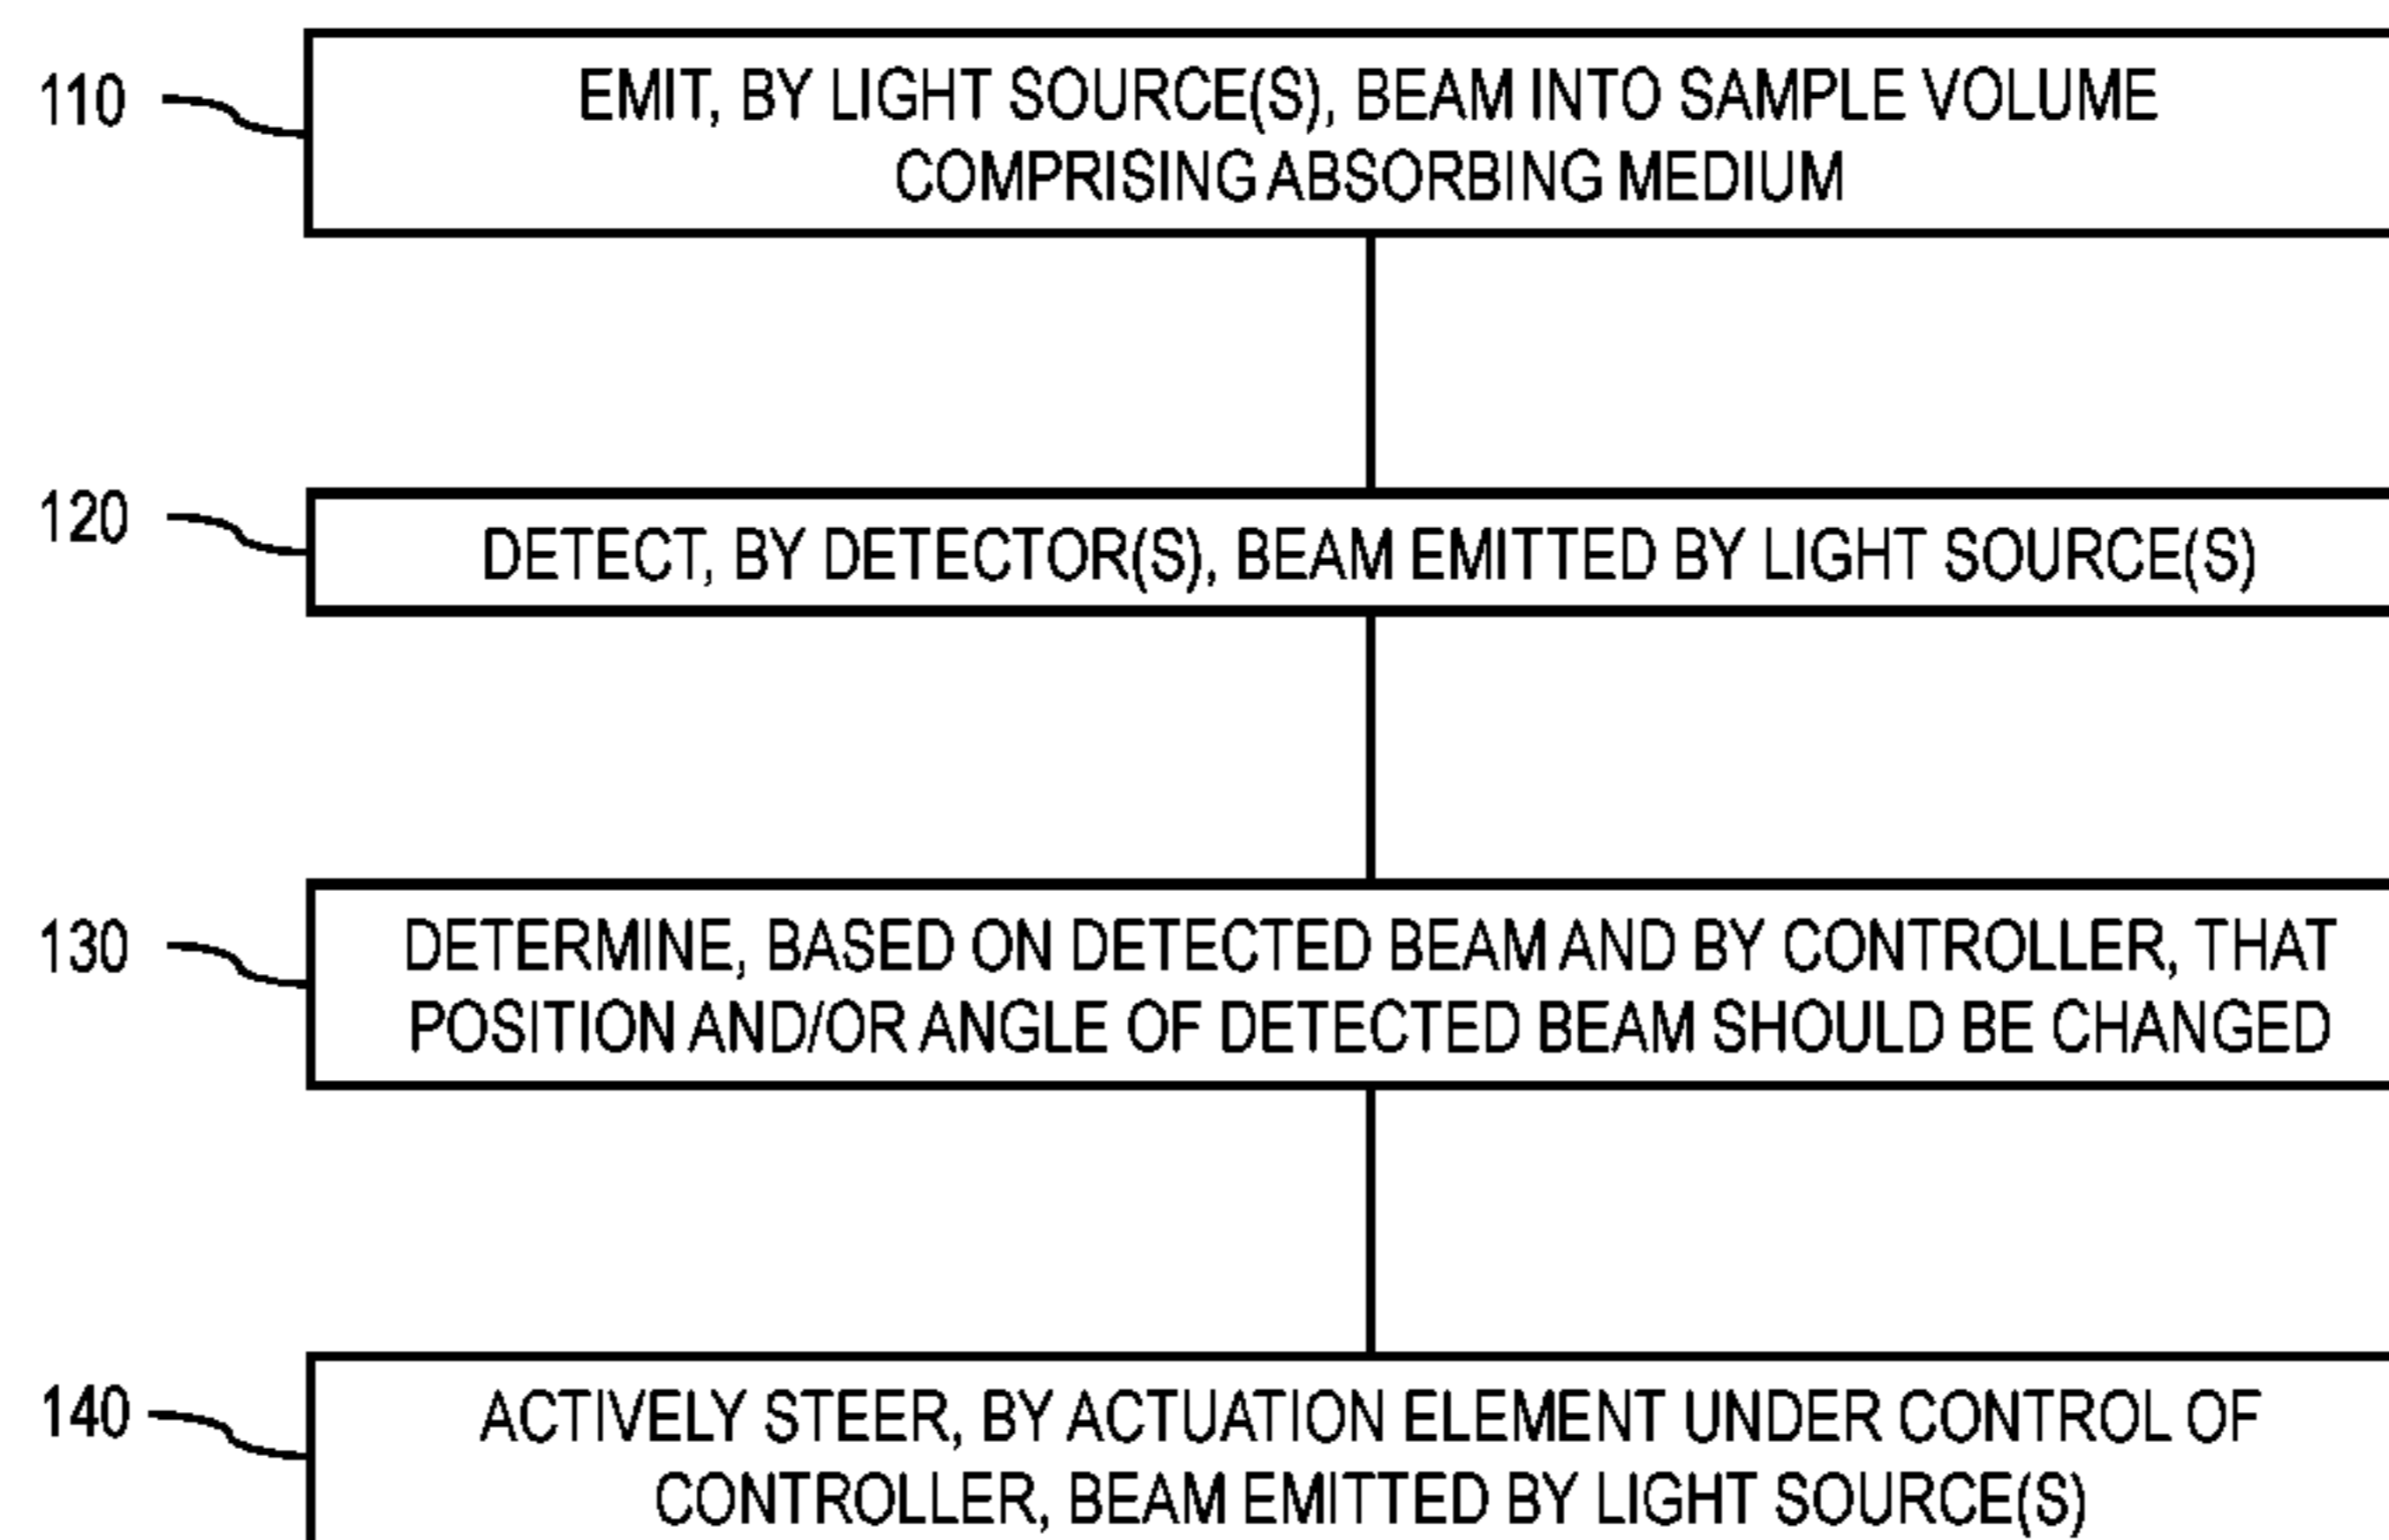 110
EMIT, BY LIGHT SOURCE(S), BEAM INTO SAMPLE VOLUME
COMPRISING ABSORBING MEDIUM
120
DETECT, BY DETECTOR(S), BEAM EMITTED BY LIGHT SOURCE(S)
130
DETERMINE, BASED ON DETECTED BEAM AND BY CONTROLLER, THAT
POSITION AND/OR ANGLE OF DETECTED BEAM SHOULD BE CHANGED
140
ACTIVELY STEER, BY ACTUATION ELEMENT UNDER CONTROL OF
CONTROLLER, BEAM EMITTED BY LIGHT SOURCE(S)